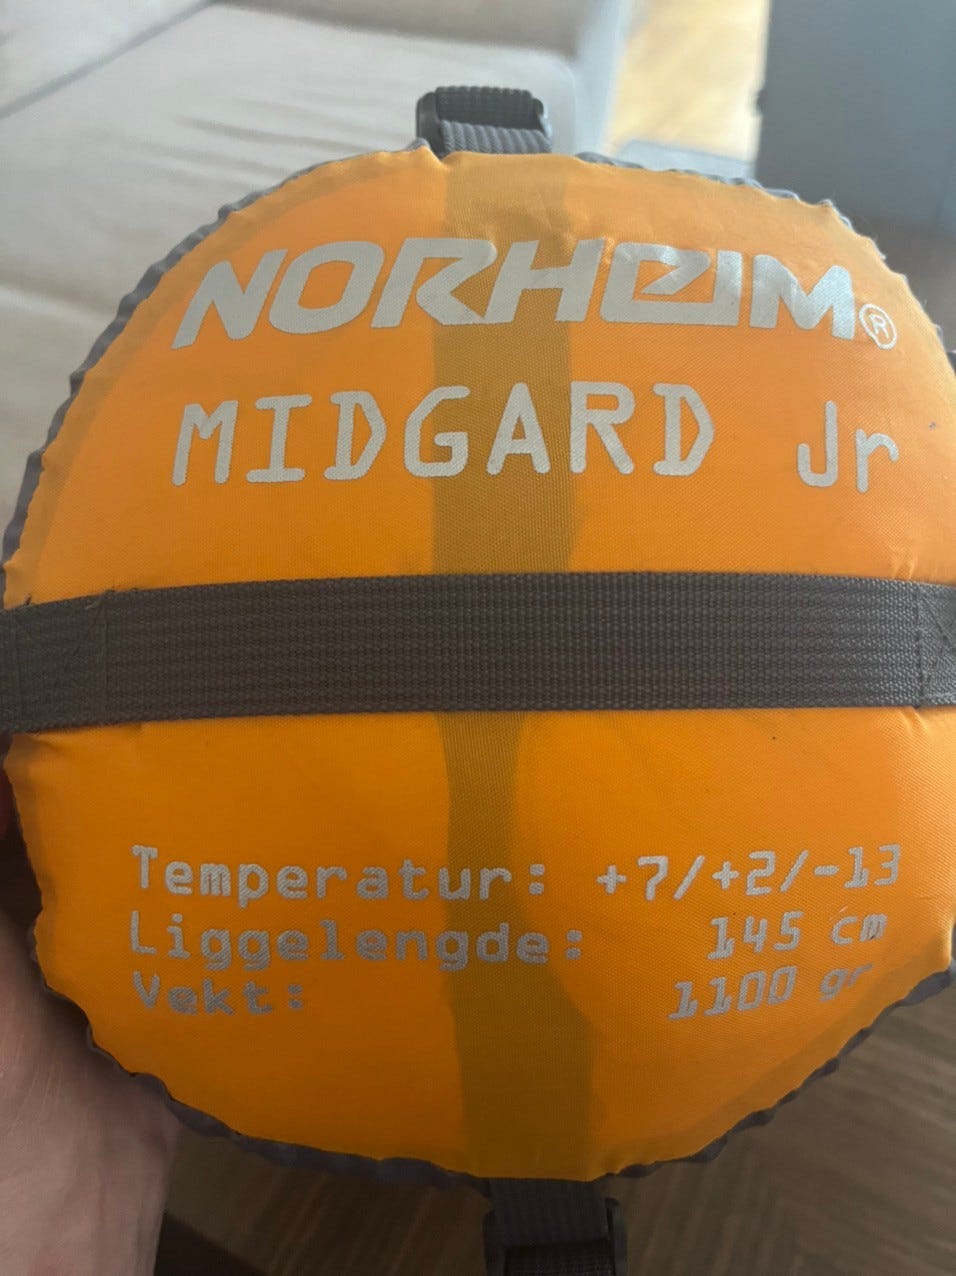 NORHEIM®
MIDGARD Jr
Temperatur: +7/+2/-13
Liggelengde: 145 cm
Vekt: 1100 gr